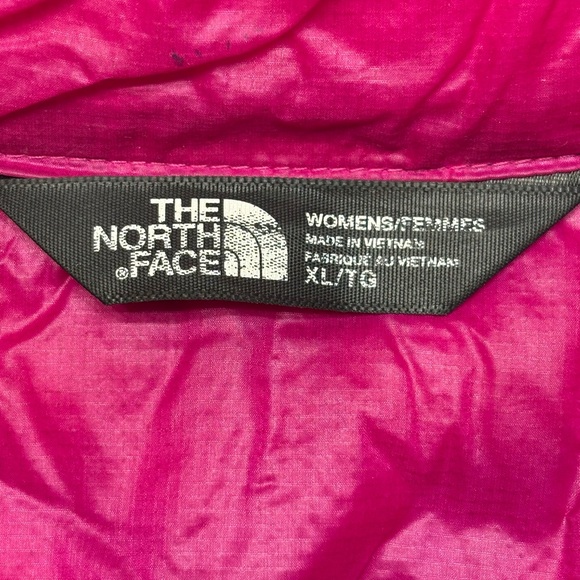 THE
NORTH
®FACE
WOMENS/FEMMES
MADE IN VIETNAM
FABRIQUE AU VIETNAM
XL/TG